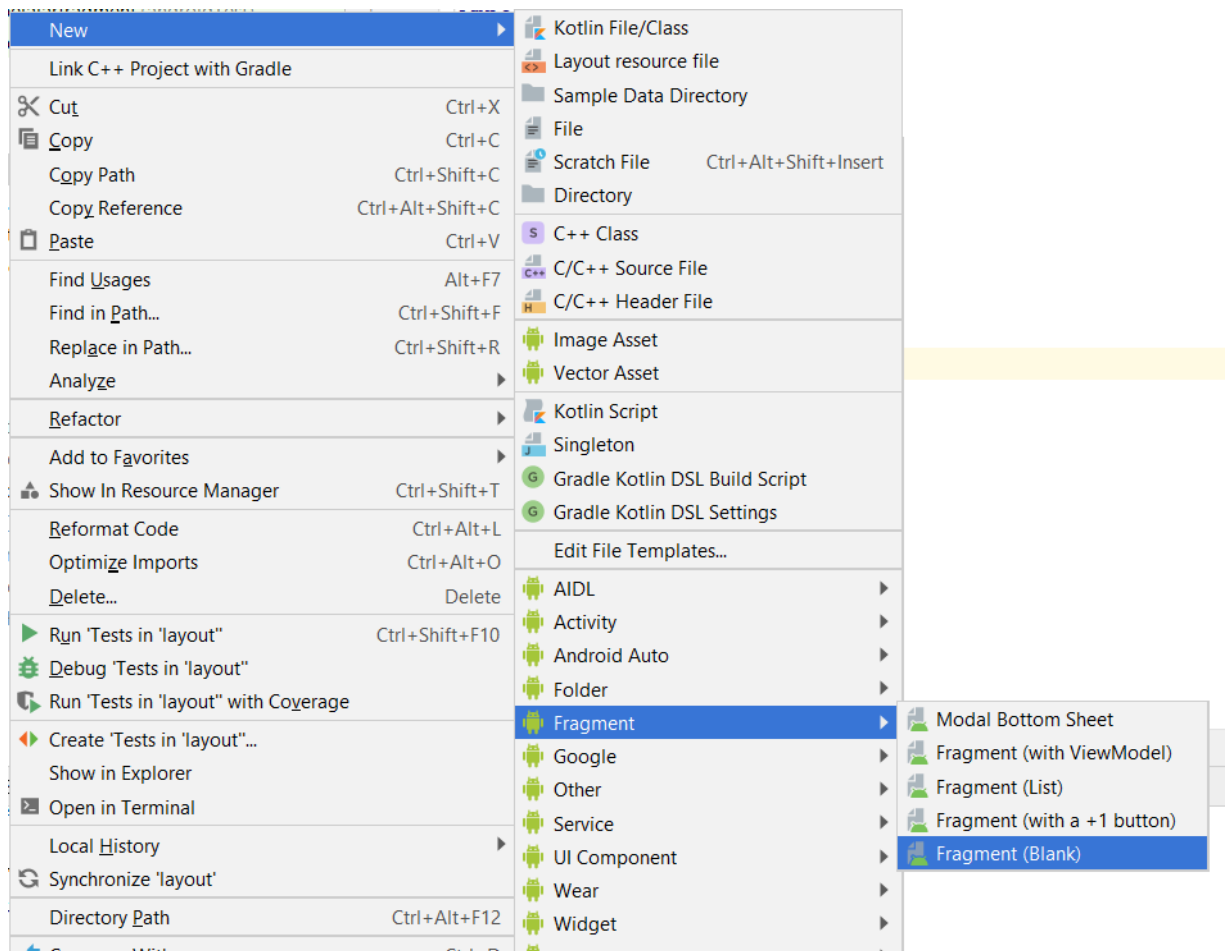 New
Link C++ Project with Gradle
Cut Ctrl+X
Copy Ctrl+C
Copy Path Ctrl+Shift+C
Copy Reference Ctrl+Alt+Shift+C
Paste Ctrl+V
Find Usages Alt+F7
Find in Path... Ctrl+Shift+F
Replace in Path... Ctrl+Shift+R
Analyze
Refactor
Add to Favorites
Show In Resource Manager Ctrl+Shift+T
Reformat Code Ctrl+Alt+L
Optimize Imports Ctrl+Alt+O
Delete... Delete
Run 'Tests in 'layout'' Ctrl+Shift+F10
Debug 'Tests in 'layout''
Run 'Tests in 'layout'' with Coverage
Create 'Tests in 'layout''...
Show in Explorer
Open in Terminal
Local History
Synchronize 'layout'
Directory Path Ctrl+Alt+F12
Kotlin File/Class
Layout resource file
Sample Data Directory
File
Scratch File Ctrl+Alt+Shift+Insert
Directory
S C++ Class
C++ C/C++ Source File
H C/C++ Header File
Image Asset
Vector Asset
Kotlin Script
J Singleton
G Gradle Kotlin DSL Build Script
G Gradle Kotlin DSL Settings
Edit File Templates...
AIDL
Activity
Android Auto
Folder
Fragment
Google
Other
Service
UI Component
Wear
Widget
Modal Bottom Sheet
Fragment (with ViewModel)
Fragment (List)
Fragment (with a +1 button)
Fragment (Blank)